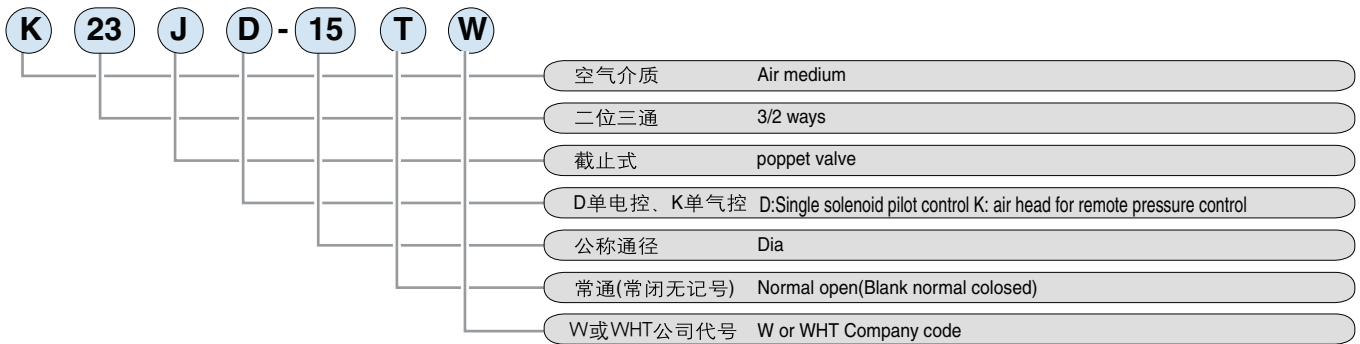 K 23 J D - 15 T W
空气介质 Air medium
二位三通 3/2 ways
截止式 poppet valve
D单电控、K单气控 D:Single solenoid pilot control K: air head for remote pressure control
公称通径 Dia
常通(常闭无记号) Normal open(Blank normal colosed)
W或WHT公司代号 W or WHT Company code